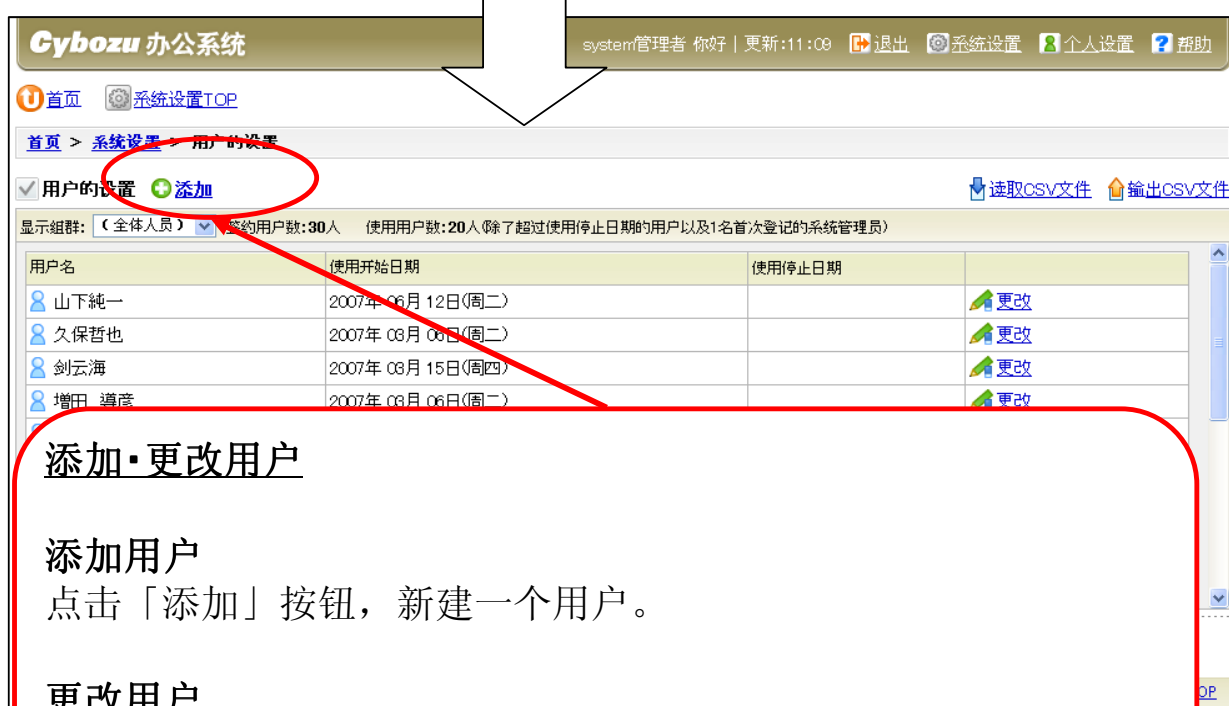 Cybozu 办公系统
system管理者 你好 | 更新:11:09 退出 系统设置 个人设置 帮助
首页 系统设置TOP
首页 > 系统设置 > 用户的设置
用户的设置 添加 读取CSV文件 输出CSV文件
显示组群: (全体人员) 签约用户数:30人 使用用户数:20人(除了超过使用停止日期的用户以及1名首次登记的系统管理员)
用户名 使用开始日期 使用停止日期
山下純一 2007年 06月 12日(周二) 更改
久保哲也 2007年 03月 06日(周二) 更改
剑云海 2007年 03月 15日(周四) 更改
増田 導彦 2007年 03月 06日(周二) 更改
添加・更改用户
添加用户
点击「添加」按钮，新建一个用户。
更改用户
OP